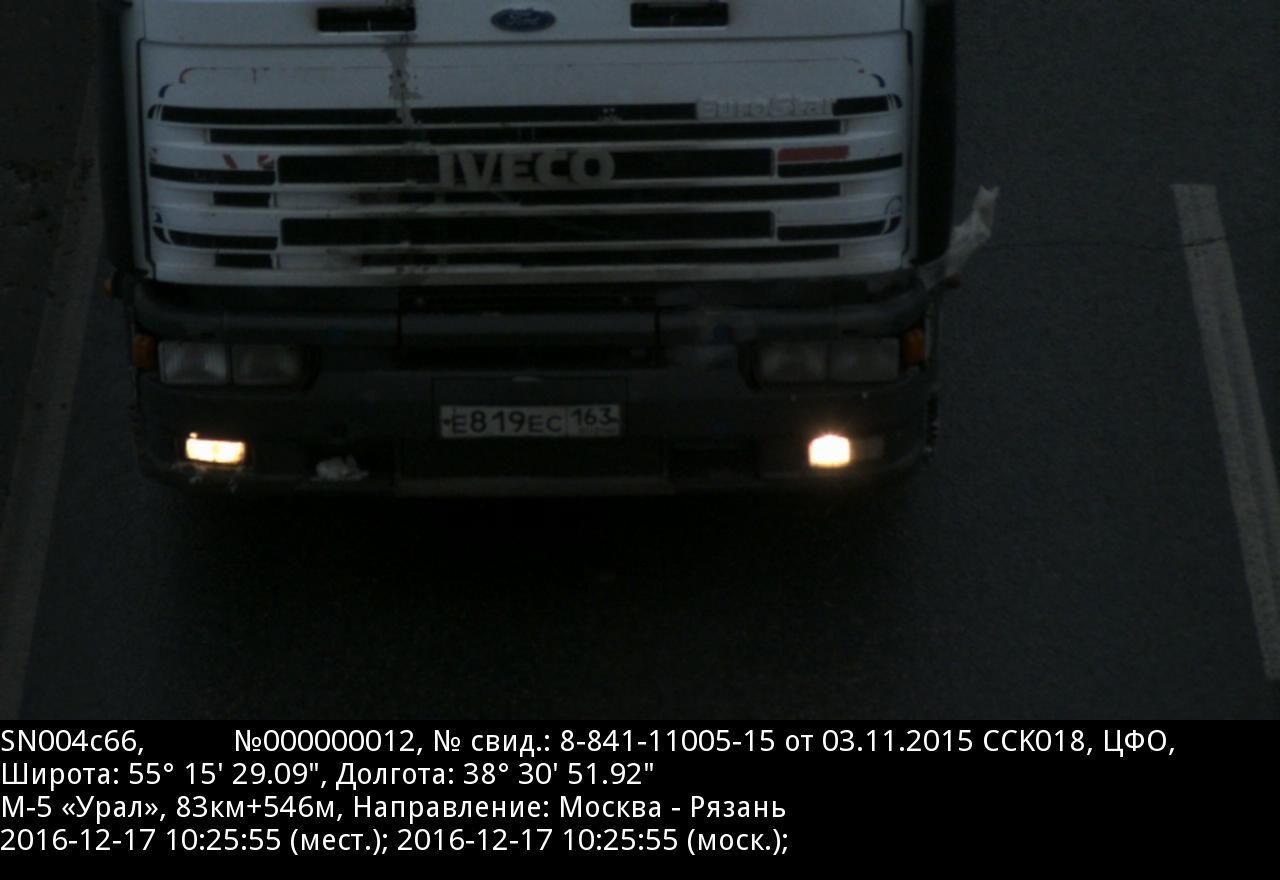 Ford
EuroStar
IVECO
Е819ЕС 163
SN004c66, №000000012, № свид.: 8-841-11005-15 от 03.11.2015 ССК018, ЦФО,
Широта: 55° 15' 29.09", Долгота: 38° 30' 51.92"
М-5 «Урал», 83км+546м, Направление: Москва - Рязань
2016-12-17 10:25:55 (мест.); 2016-12-17 10:25:55 (моск.);